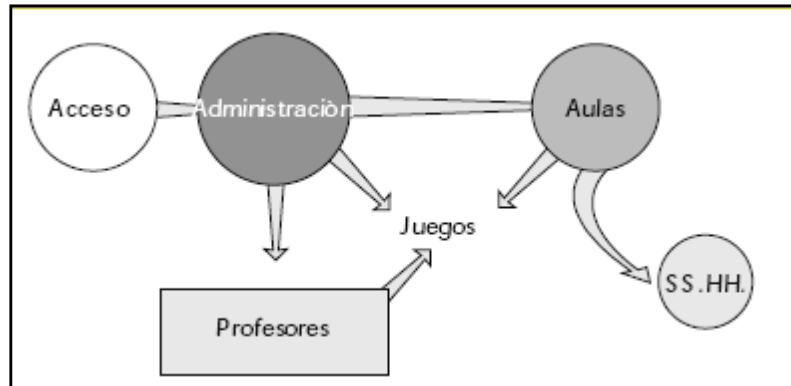 Acceso
Administraciòn
Aulas
Juegos
SS.HH.
Profesores